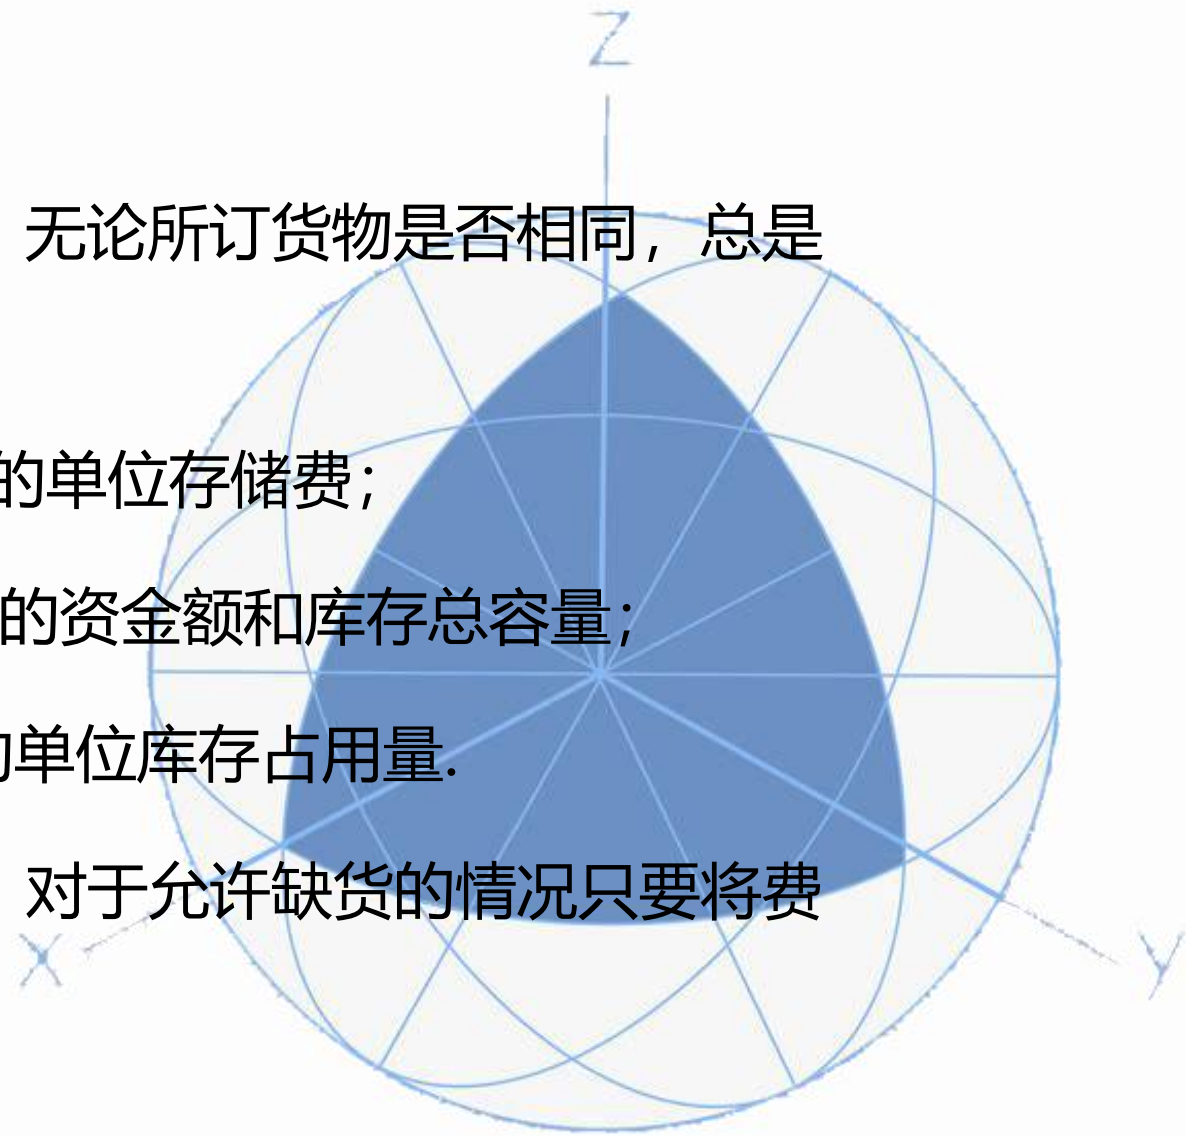 Z
无论所订货物是否相同，总是
的单位存储费；
的资金额和库存总容量；
单位库存占用量.
对于允许缺货的情况只要将费
X
Y